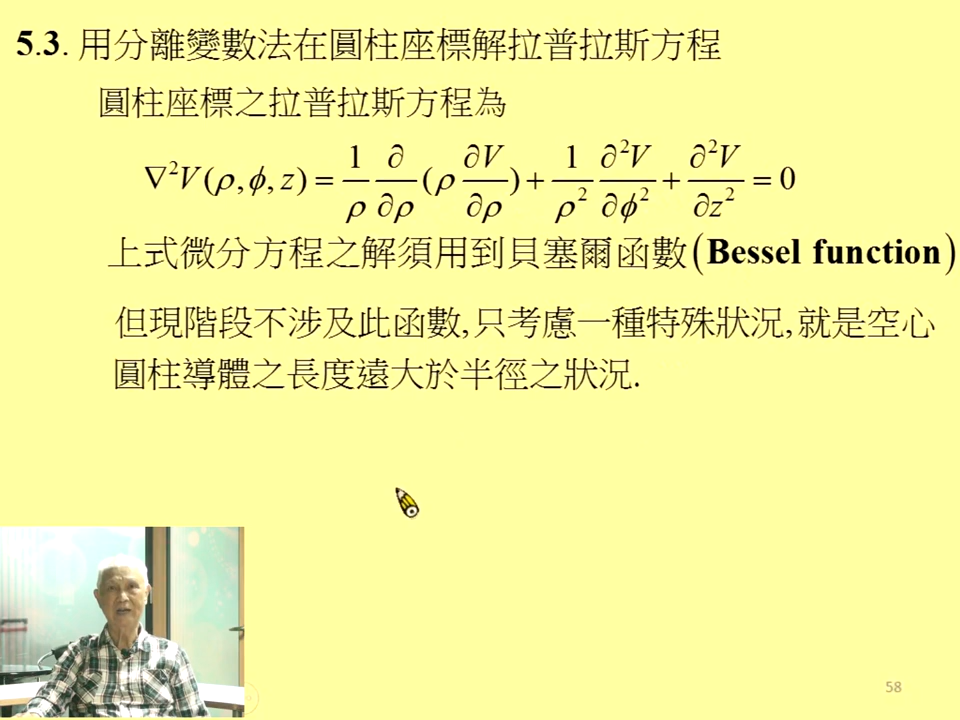 5.3. 用分離變數法在圓柱座標解拉普拉斯方程
圓柱座標之拉普拉斯方程為
∇²V(ρ,ϕ,z) = 1/ρ ∂/∂ρ (ρ ∂V/∂ρ) + 1/ρ² ∂²V/∂ϕ² + ∂²V/∂z² = 0
上式微分方程之解須用到貝塞爾函數(Bessel function)
但現階段不涉及此函數,只考慮一種特殊狀況,就是空心
圓柱導體之長度遠大於半徑之狀況.
58